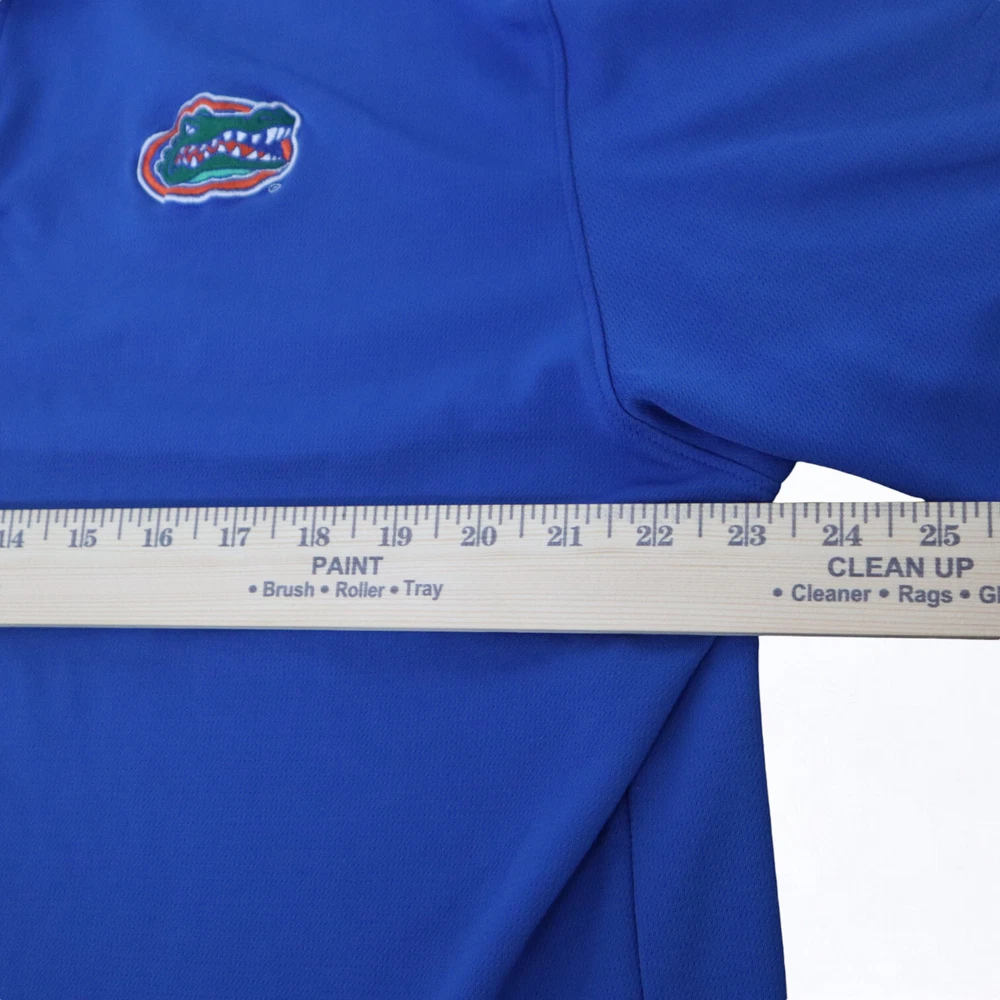 14 15 16 17 18 19 20 21 22 23 24 25
PAINT CLEAN UP
• Brush • Roller • Tray • Cleaner • Rags • Gl